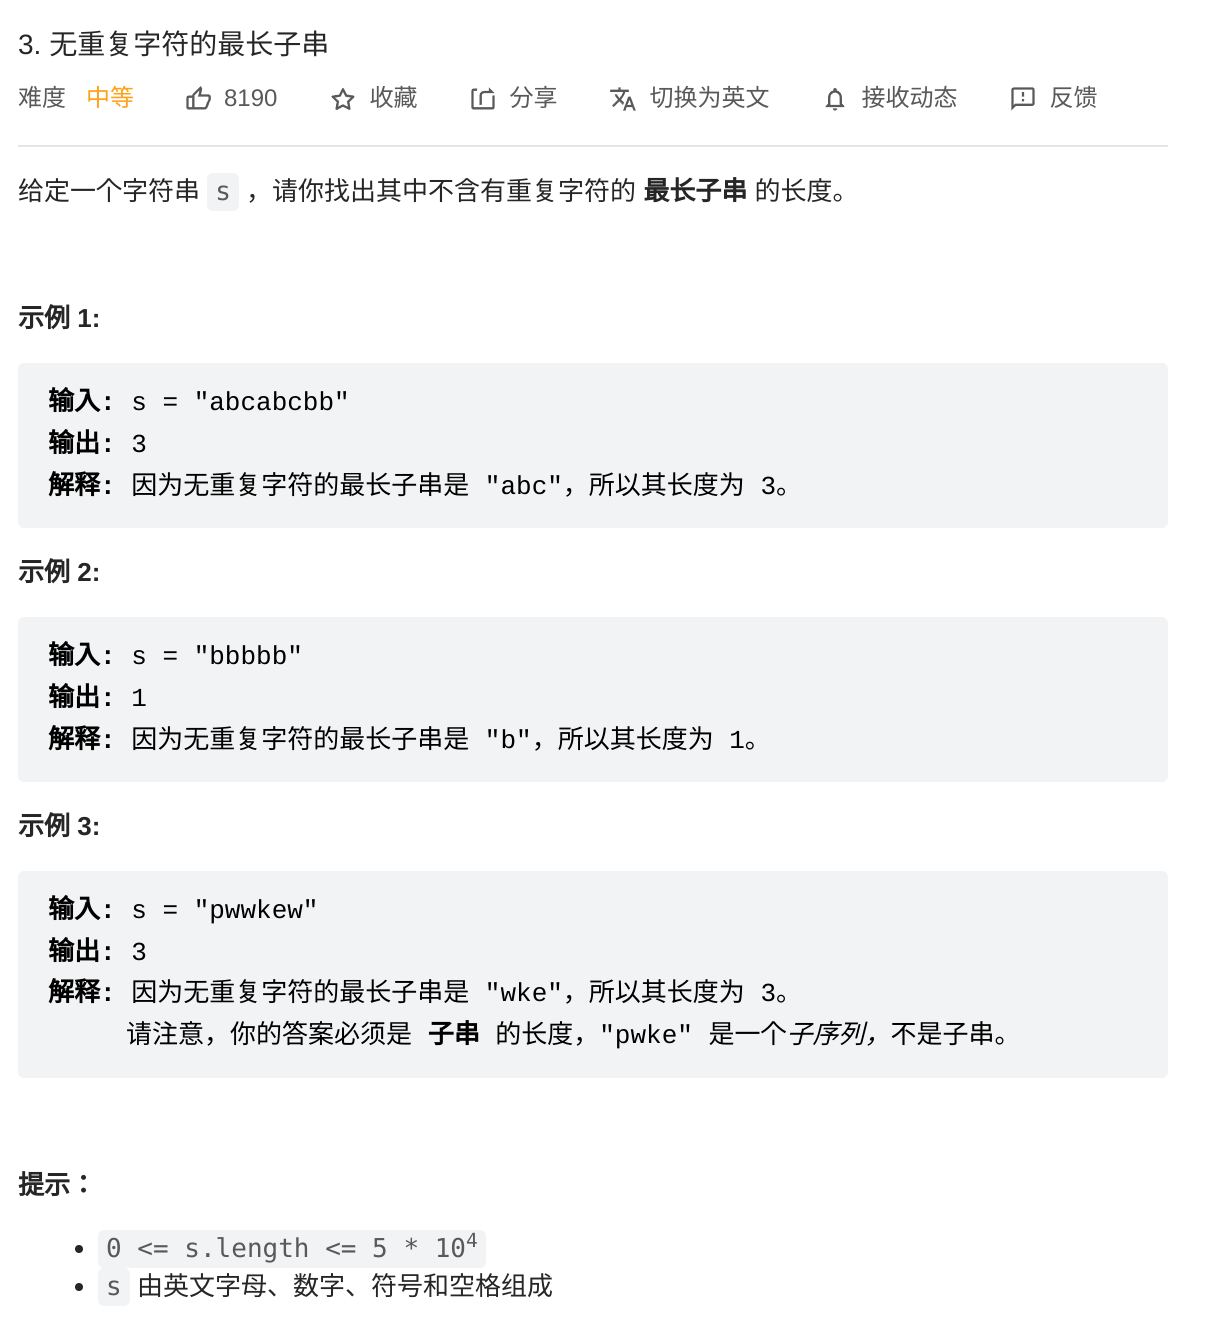 3. 无重复字符的最长子串
难度 中等 8190 收藏 分享 切换为英文 接收动态 反馈
给定一个字符串 s ，请你找出其中不含有重复字符的 最长子串 的长度。
示例 1:
输入: s = "abcabcbb"
输出: 3
解释: 因为无重复字符的最长子串是 "abc"，所以其长度为 3。
示例 2:
输入: s = "bbbbb"
输出: 1
解释: 因为无重复字符的最长子串是 "b"，所以其长度为 1。
示例 3:
输入: s = "pwwkew"
输出: 3
解释: 因为无重复字符的最长子串是 "wke"，所以其长度为 3。
请注意，你的答案必须是 子串 的长度，"pwke" 是一个子序列，不是子串。
提示：
• 0 <= s.length <= 5 * 10⁴
• s 由英文字母、数字、符号和空格组成